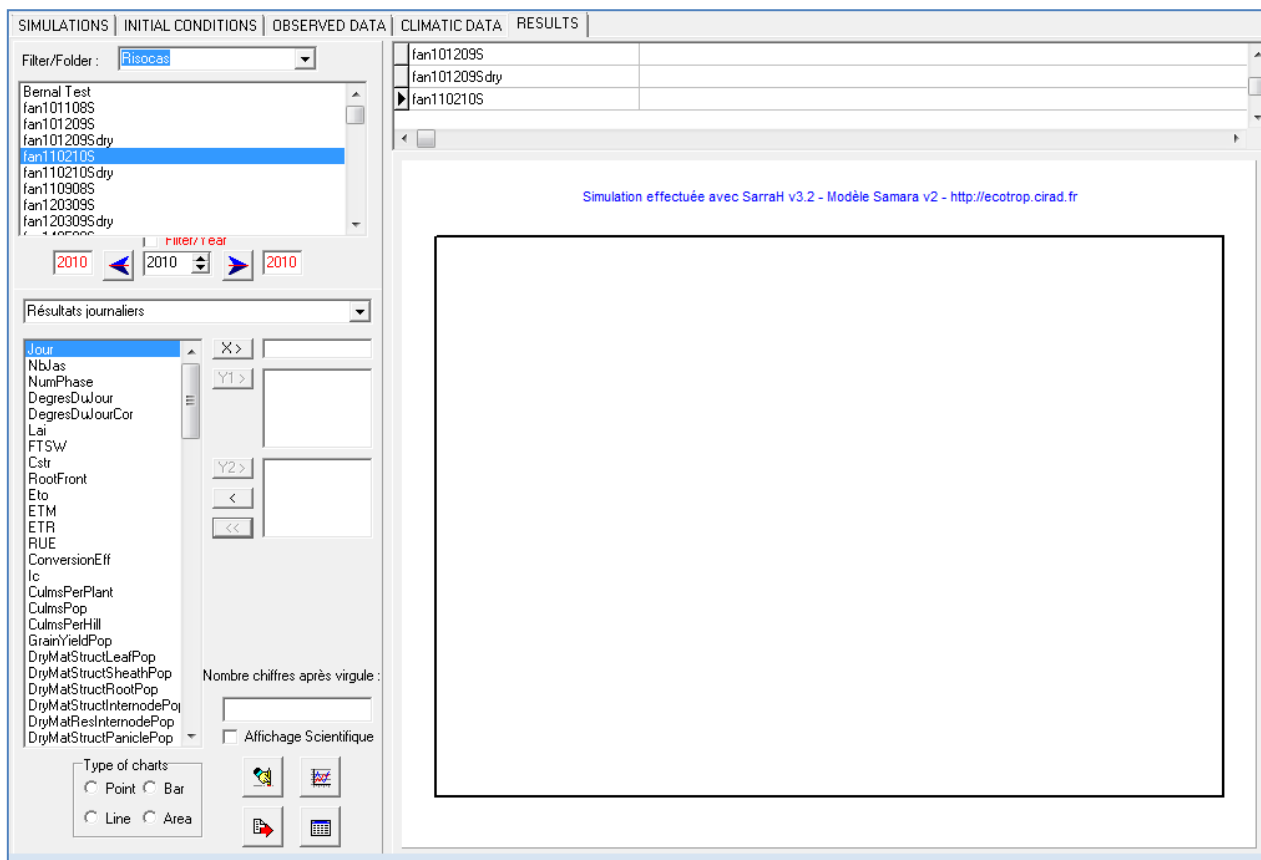 SIMULATIONS INITIAL CONDITIONS OBSERVED DATA CLIMATIC DATA RESULTS
Filter/Folder : Risocas
Bernal Test
fan101108S
fan101209S
fan101209Sdry
fan110210S
fan110210Sdry
fan110908S
fan120309S
fan120309Sdry
Filter/Year
2010 2010 2010
Résultats journaliers
Jour
NbJas
NumPhase
DegresDuJour
DegresDuJourCor
Lai
FTSW
Cstr
RootFront
Eto
ETM
ETR
RUE
ConversionEff
Ic
CulmsPerPlant
CulmsPop
CulmsPerHill
GrainYieldPop
DryMatStructLeafPop
DryMatStructSheathPop
DryMatStructRootPop
DryMatStructInternodePo
DryMatResInternodePop
DryMatStructPaniclePop
X >
Y1 >
Y2 >
<
<<
Nombre chiffres après virgule :
Affichage Scientifique
Type of charts
Point Bar
Line Area
fan101209S
fan101209Sdry
fan110210S
Simulation effectuée avec SarraH v3.2 - Modèle Samara v2 - http://ecotrop.cirad.fr